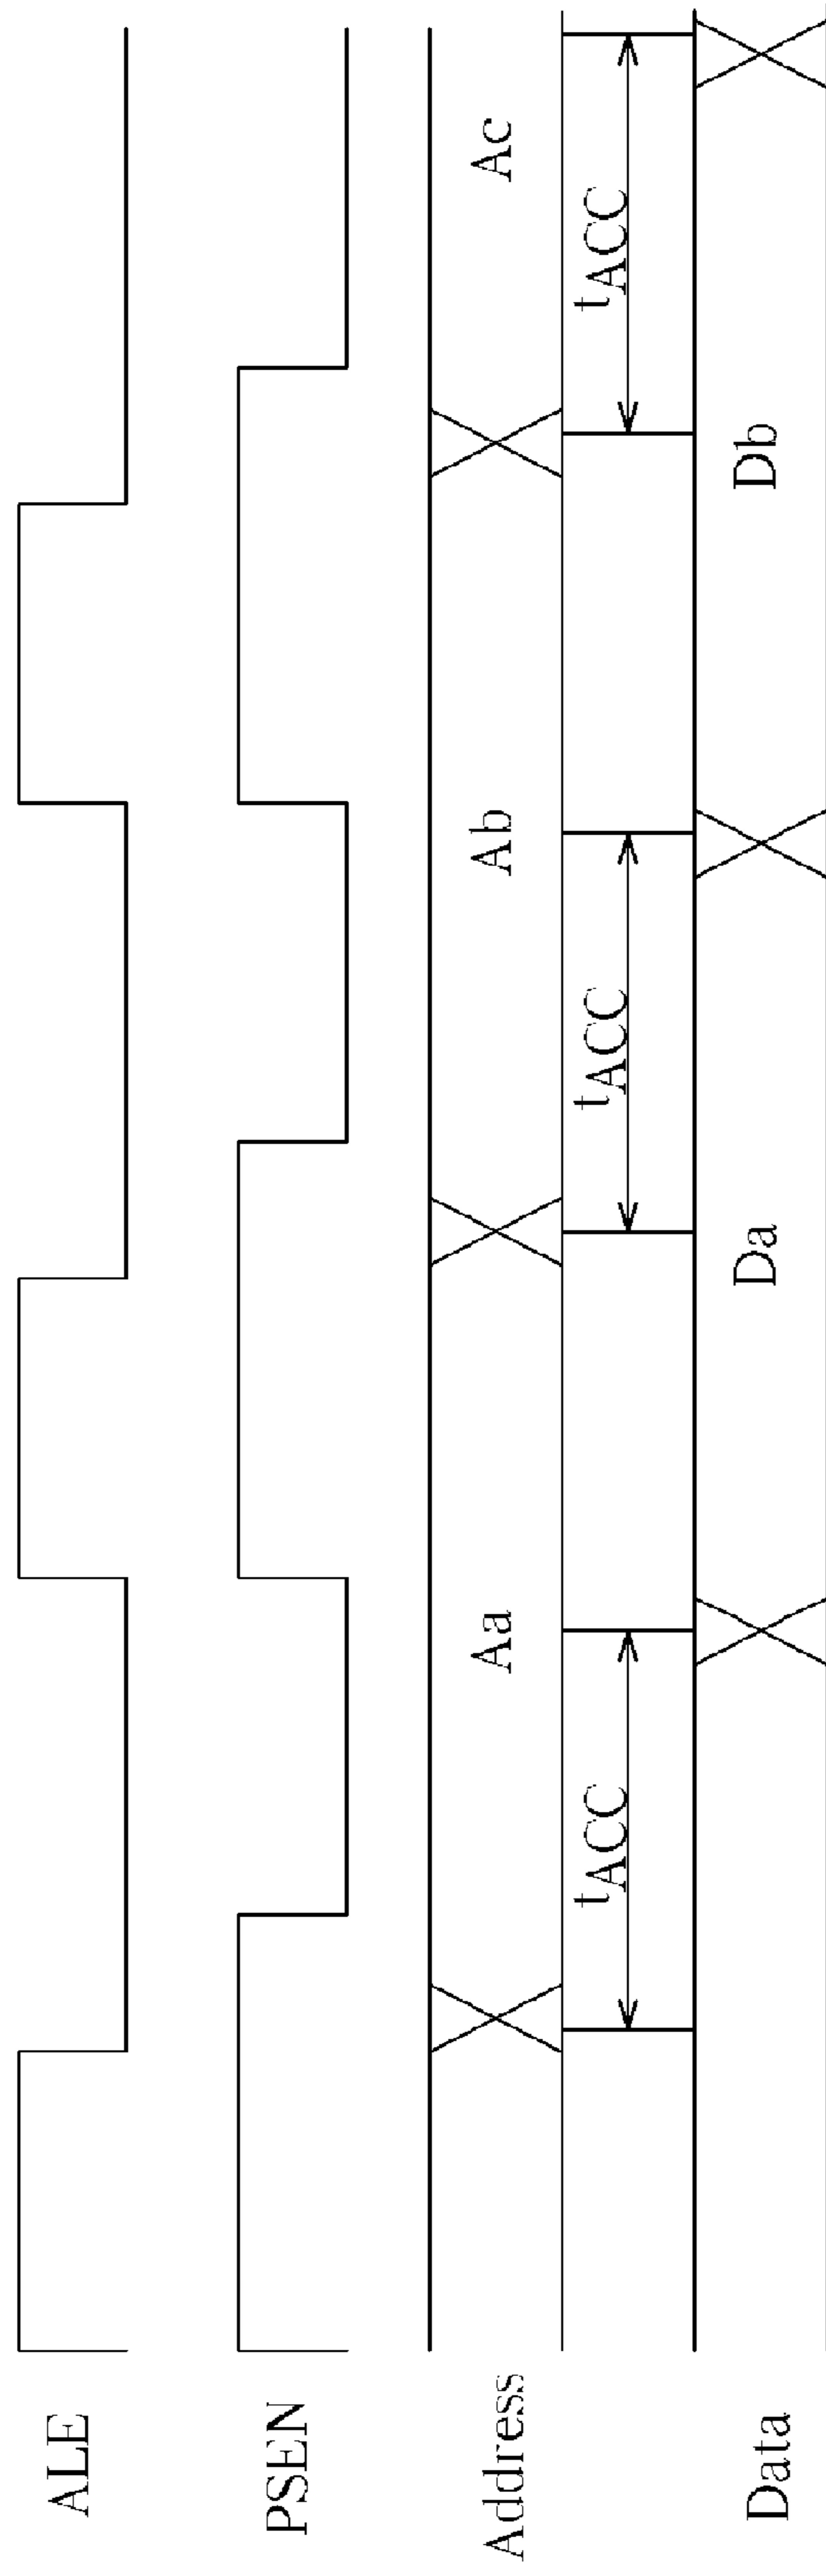 ALE
PSEN
Address Aa Ab Ac
tACC tACC tACC
Data Da Db